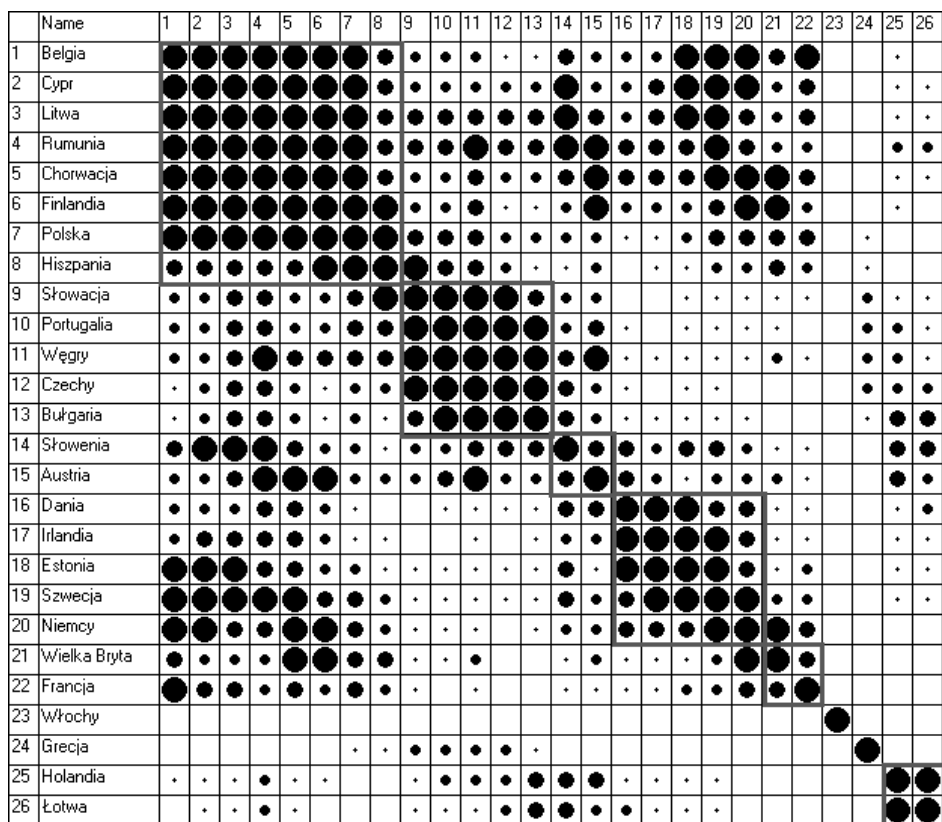 Name 1 2 3 4 5 6 7 8 9 10 11 12 13 14 15 16 17 18 19 20 21 22 23 24 25 26
1 Belgia
2 Cypr
3 Litwa
4 Rumunia
5 Chorwacja
6 Finlandia
7 Polska
8 Hiszpania
9 Słowacja
10 Portugalia
11 Węgry
12 Czechy
13 Bułgaria
14 Słowenia
15 Austria
16 Dania
17 Irlandia
18 Estonia
19 Szwecja
20 Niemcy
21 Wielka Bryta
22 Francja
23 Włochy
24 Grecja
25 Holandia
26 Łotwa